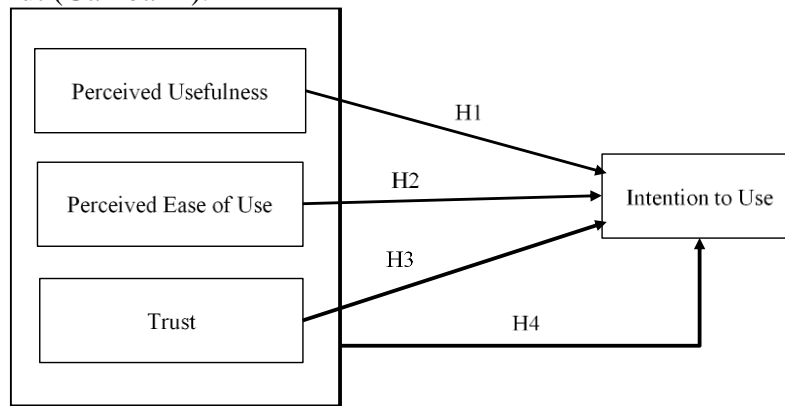 Perceived Usefulness
H1
Perceived Ease of Use
H2
Intention to Use
H3
Trust
H4